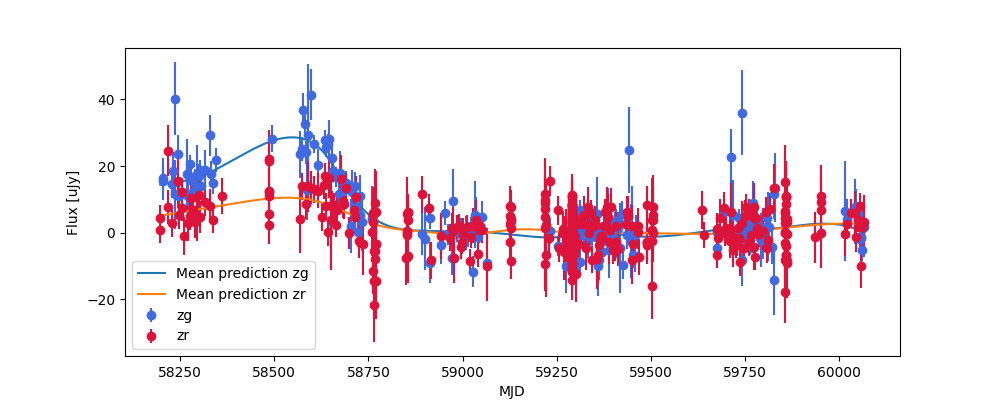 Flux [uJy]
40
20
0
−20
Mean prediction zg
Mean prediction zr
zg
zr
58250 58500 58750 59000 59250 59500 59750 60000
MJD